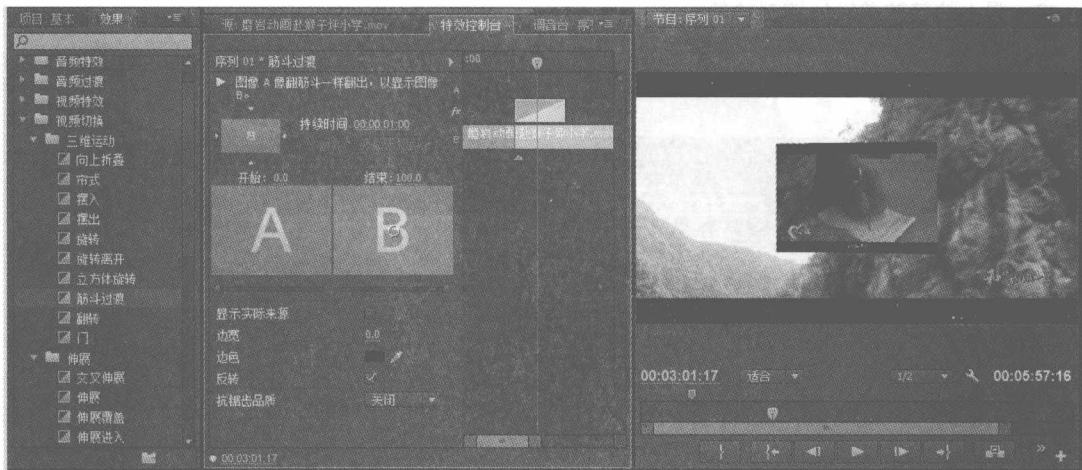 项目: 基本 效果
音频特效
音频过渡
视频特效
视频切换
三维运动
向上折叠
帘式
摆入
摆出
旋转
旋转离开
立方体旋转
筋斗过渡
翻转
门
伸展
交叉伸展
伸展
伸展覆盖
伸展进入
源: 磨岩动画赵 特效控制台 调音台
序列 01 * 筋斗过渡 :00
图像 A 像翻筋斗一样翻出，以显示图像
B。
A
fx
B
B
持续时间 00:00:01:00
开始: 0.0 结束: 100.0
A B
显示实际来源
边宽 0.0
边色
反转
抗锯齿品质 关闭
00:03:01:17
节目: 序列 01
00:03:01:17 适合 1/2 00:05:57:16